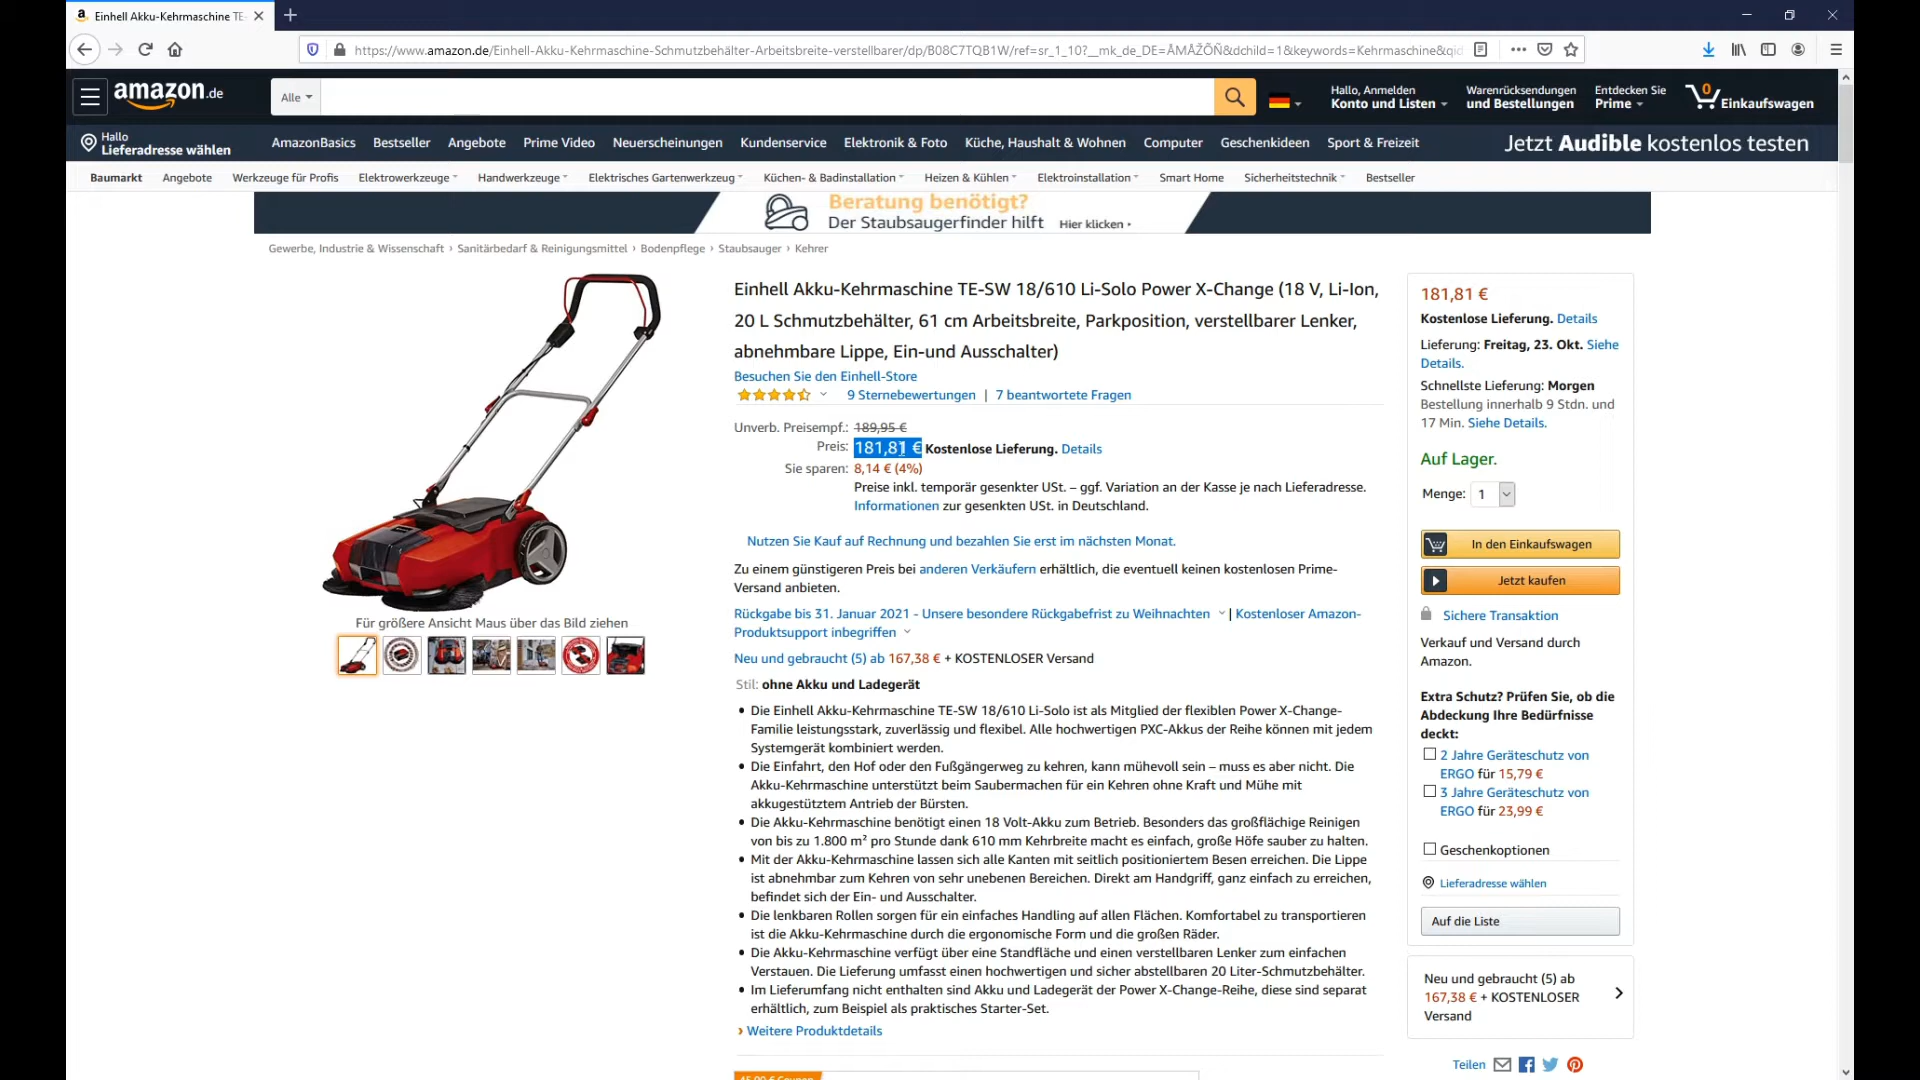 Einhell Akku-Kehrmaschine TE-
https://www.amazon.de/Einhell-Akku-Kehrmaschine-Schmutzbehälter-Arbeitsbreite-verstellbarer/dp/B08C7TQB1W/ref=sr_1_10?__mk_de_DE=ÅMÅŽÕÑ&dchild=1&keywords=Kehrmaschine&qid
amazon.de
Alle
Hallo, Anmelden
Konto und Listen
Warenrücksendungen
und Bestellungen
Entdecken Sie
Prime
0
Einkaufswagen
Hallo
Lieferadresse wählen
AmazonBasics Bestseller Angebote Prime Video Neuerscheinungen Kundenservice Elektronik & Foto Küche, Haushalt & Wohnen Computer Geschenkideen Sport & Freizeit
Jetzt Audible kostenlos testen
Baumarkt Angebote Werkzeuge für Profis Elektrowerkzeuge Handwerkzeuge Elektrisches Gartenwerkzeug Küchen- & Badinstallation Heizen & Kühlen Elektroinstallation Smart Home Sicherheitstechnik Bestseller
Beratung benötigt?
Der Staubsaugerfinder hilft Hier klicken
Gewerbe, Industrie & Wissenschaft › Sanitärbedarf & Reinigungsmittel › Bodenpflege › Staubsauger › Kehrer
Für größere Ansicht Maus über das Bild ziehen
Einhell Akku-Kehrmaschine TE-SW 18/610 Li-Solo Power X-Change (18 V, Li-Ion,
20 L Schmutzbehälter, 61 cm Arbeitsbreite, Parkposition, verstellbarer Lenker,
abnehmbare Lippe, Ein-und Ausschalter)
Besuchen Sie den Einhell-Store
9 Sternebewertungen | 7 beantwortete Fragen
Unverb. Preisempf.: 189,95 €
Preis: 181,81 € Kostenlose Lieferung. Details
Sie sparen: 8,14 € (4%)
Preise inkl. temporär gesenkter USt. – ggf. Variation an der Kasse je nach Lieferadresse.
Informationen zur gesenkten USt. in Deutschland.
Nutzen Sie Kauf auf Rechnung und bezahlen Sie erst im nächsten Monat.
Zu einem günstigeren Preis bei anderen Verkäufern erhältlich, die eventuell keinen kostenlosen Prime-
Versand anbieten.
Rückgabe bis 31. Januar 2021 - Unsere besondere Rückgabefrist zu Weihnachten | Kostenloser Amazon-
Produktsupport inbegriffen
Neu und gebraucht (5) ab 167,38 € + KOSTENLOSER Versand
Stil: ohne Akku und Ladegerät
• Die Einhell Akku-Kehrmaschine TE-SW 18/610 Li-Solo ist als Mitglied der flexiblen Power X-Change-
Familie leistungsstark, zuverlässig und flexibel. Alle hochwertigen PXC-Akkus der Reihe können mit jedem
Systemgerät kombiniert werden.
• Die Einfahrt, den Hof oder den Fußgängerweg zu kehren, kann mühevoll sein – muss es aber nicht. Die
Akku-Kehrmaschine unterstützt beim Saubermachen für ein Kehren ohne Kraft und Mühe mit
akkugestütztem Antrieb der Bürsten.
• Die Akku-Kehrmaschine benötigt einen 18 Volt-Akku zum Betrieb. Besonders das großflächige Reinigen
von bis zu 1.800 m² pro Stunde dank 610 mm Kehrbreite macht es einfach, große Höfe sauber zu halten.
• Mit der Akku-Kehrmaschine lassen sich alle Kanten mit seitlich positioniertem Besen erreichen. Die Lippe
ist abnehmbar zum Kehren von sehr unebenen Bereichen. Direkt am Handgriff, ganz einfach zu erreichen,
befindet sich der Ein- und Ausschalter.
• Die lenkbaren Rollen sorgen für ein einfaches Handling auf allen Flächen. Komfortabel zu transportieren
ist die Akku-Kehrmaschine durch die ergonomische Form und die großen Räder.
• Die Akku-Kehrmaschine verfügt über eine Standfläche und einen verstellbaren Lenker zum einfachen
Verstauen. Die Lieferung umfasst einen hochwertigen und sicher abstellbaren 20 Liter-Schmutzbehälter.
• Im Lieferumfang nicht enthalten sind Akku und Ladegerät der Power X-Change-Reihe, diese sind separat
erhältlich, zum Beispiel als praktisches Starter-Set.
› Weitere Produktdetails
181,81 €
Kostenlose Lieferung. Details
Lieferung: Freitag, 23. Okt. Siehe
Details.
Schnellste Lieferung: Morgen
Bestellung innerhalb 9 Stdn. und
17 Min. Siehe Details.
Auf Lager.
Menge: 1
In den Einkaufswagen
Jetzt kaufen
Sichere Transaktion
Verkauf und Versand durch
Amazon.
Extra Schutz? Prüfen Sie, ob die
Abdeckung Ihre Bedürfnisse
deckt:
2 Jahre Geräteschutz von
ERGO für 15,79 €
3 Jahre Geräteschutz von
ERGO für 23,99 €
Geschenkoptionen
Lieferadresse wählen
Auf die Liste
Neu und gebraucht (5) ab
167,38 € + KOSTENLOSER
Versand
Teilen